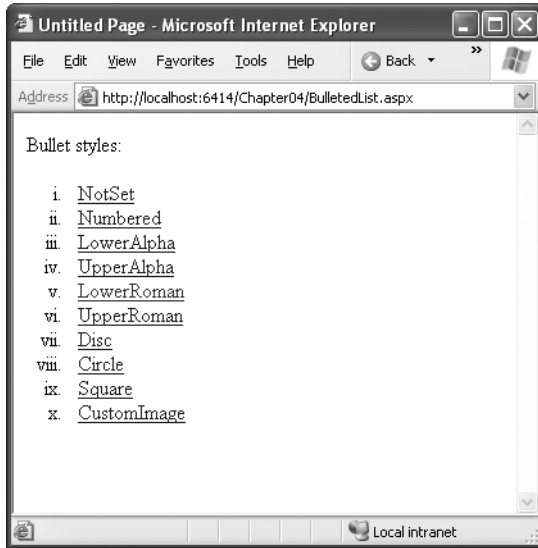 Untitled Page - Microsoft Internet Explorer
File Edit View Favorites Tools Help Back »
Address http://localhost:6414/Chapter04/BulletedList.aspx
Bullet styles:
i. NotSet
ii. Numbered
iii. LowerAlpha
iv. UpperAlpha
v. LowerRoman
vi. UpperRoman
vii. Disc
viii. Circle
ix. Square
x. CustomImage
Local intranet